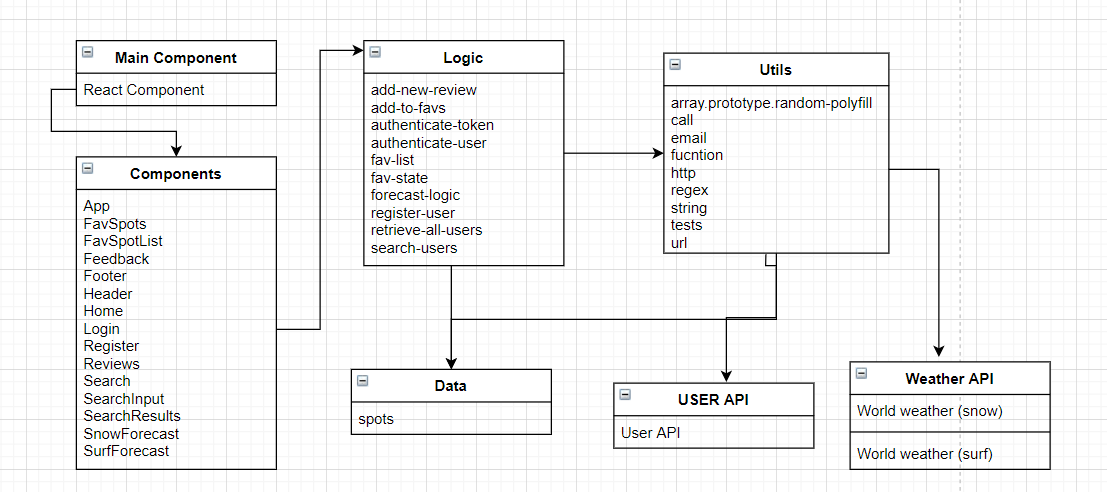 Main Component
React Component
Components
App
FavSpots
FavSpotList
Feedback
Footer
Header
Home
Login
Register
Reviews
Search
SearchInput
SearchResults
SnowForecast
SurfForecast
Logic
add-new-review
add-to-favs
authenticate-token
authenticate-user
fav-list
fav-state
forecast-logic
register-user
retrieve-all-users
search-users
Utils
array.prototype.random-polyfill
call
email
fucntion
http
regex
string
tests
url
Data
spots
USER API
User API
Weather API
World weather (snow)
World weather (surf)